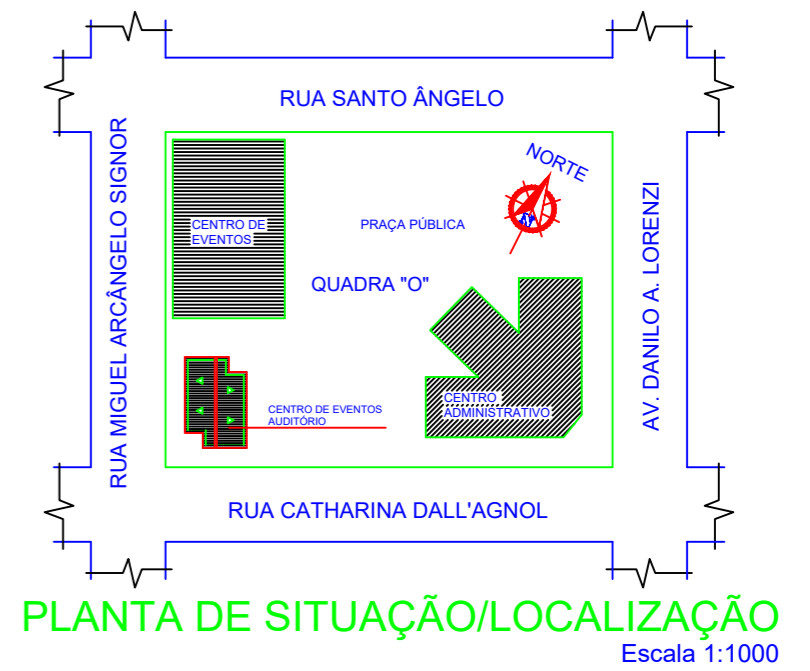 RUA SANTO ÂNGELO
RUA MIGUEL ARCÂNGELO SIGNOR
NORTE
CENTRO DE
EVENTOS
PRAÇA PÚBLICA
QUADRA "O"
AV. DANILO A. LORENZI
CENTRO
ADMINISTRATIVO
CENTRO DE EVENTOS
AUDITÓRIO
RUA CATHARINA DALL'AGNOL
PLANTA DE SITUAÇÃO/LOCALIZAÇÃO
Escala 1:1000